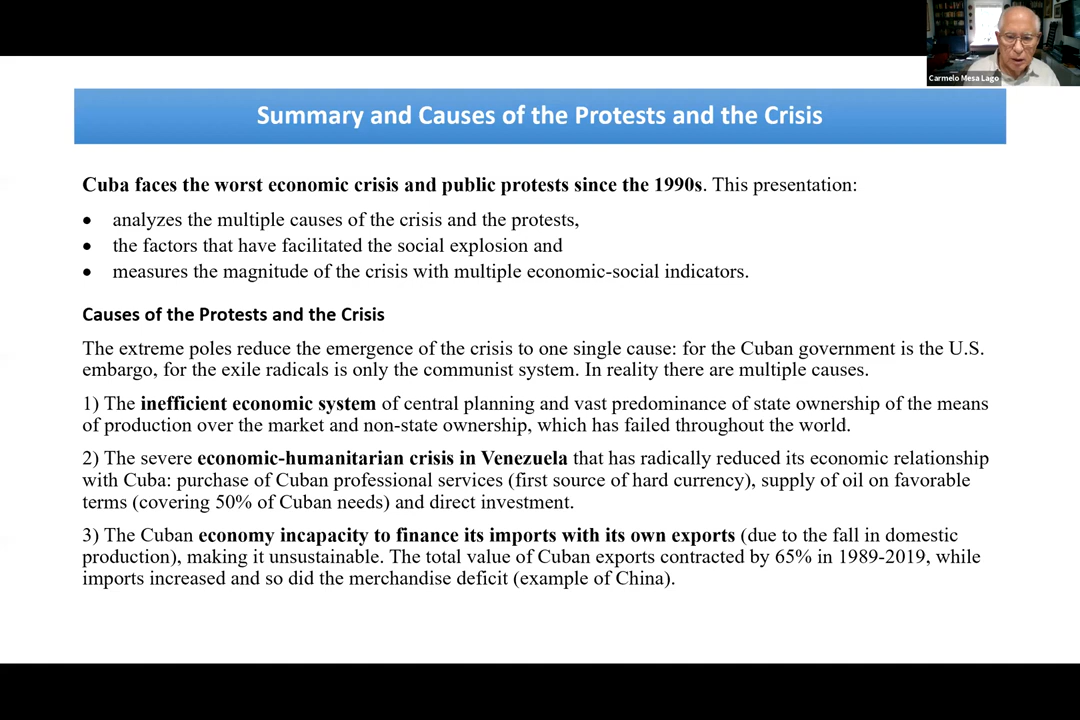 Carmelo Mesa Lago
Summary and Causes of the Protests and the Crisis
Cuba faces the worst economic crisis and public protests since the 1990s. This presentation:
• analyzes the multiple causes of the crisis and the protests,
• the factors that have facilitated the social explosion and
• measures the magnitude of the crisis with multiple economic-social indicators.
Causes of the Protests and the Crisis
The extreme poles reduce the emergence of the crisis to one single cause: for the Cuban government is the U.S.
embargo, for the exile radicals is only the communist system. In reality there are multiple causes.
1) The inefficient economic system of central planning and vast predominance of state ownership of the means
of production over the market and non-state ownership, which has failed throughout the world.
2) The severe economic-humanitarian crisis in Venezuela that has radically reduced its economic relationship
with Cuba: purchase of Cuban professional services (first source of hard currency), supply of oil on favorable
terms (covering 50% of Cuban needs) and direct investment.
3) The Cuban economy incapacity to finance its imports with its own exports (due to the fall in domestic
production), making it unsustainable. The total value of Cuban exports contracted by 65% in 1989-2019, while
imports increased and so did the merchandise deficit (example of China).